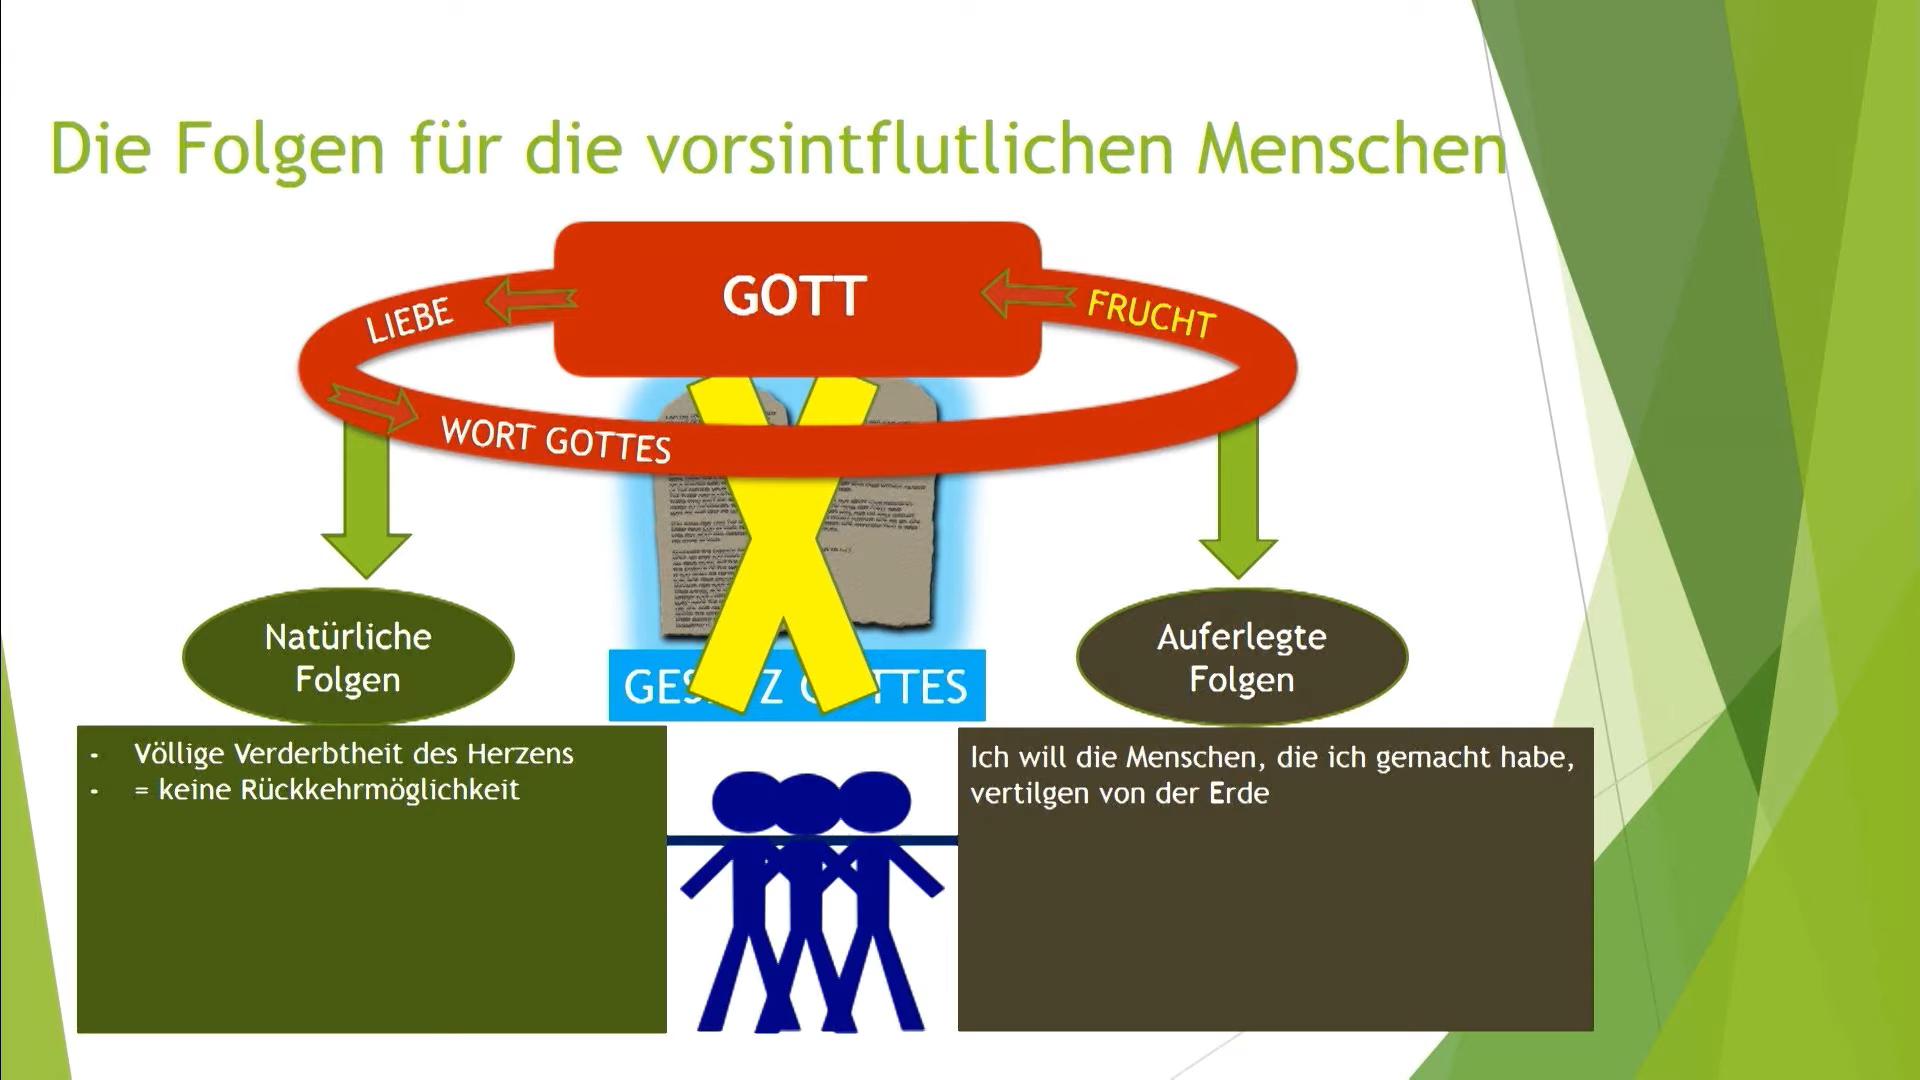 Die Folgen für die vorsintflutlichen Menschen
GOTT
LIEBE
FRUCHT
WORT GOTTES
Natürliche
Folgen
Auferlegte
Folgen
- Völlige Verderbtheit des Herzens
- = keine Rückkehrmöglichkeit
Ich will die Menschen, die ich gemacht habe,
vertilgen von der Erde